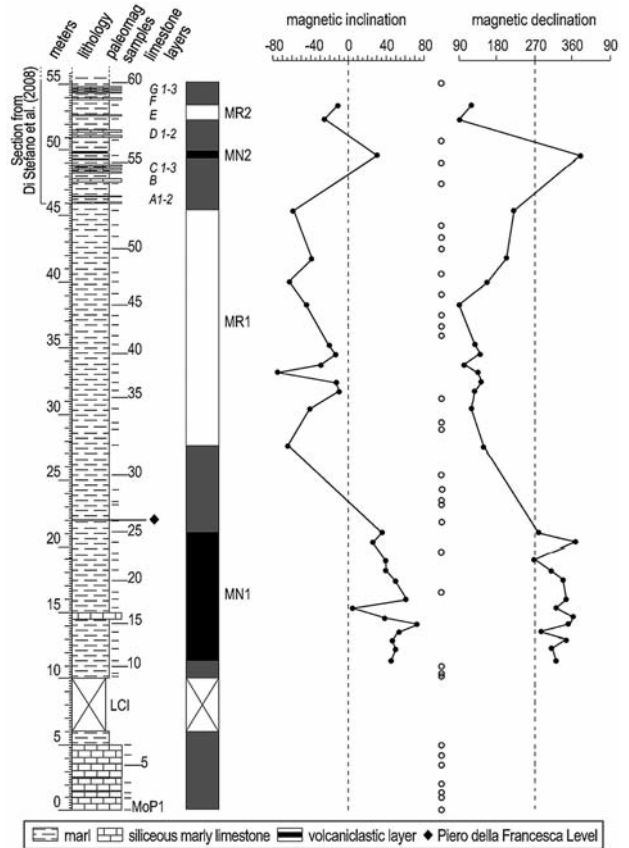 meters
lithology
paleomag
samples
limestone
layers
magnetic inclination
magnetic declination
-80 -40 0 40 80
90 180 270 360 90
Section from
Di Stefano et al. (2008)
55
60
G 1-3
F
E
MR2
D 1-2
50
MN2
55
C 1-3
B
A1-2
45
50
40
45
MR1
35
40
35
30
30
25
25
20
20
MN1
15
15
10
10
LCI
5
5
0
MoP1
marl
siliceous marly limestone
volcaniclastic layer
Piero della Francesca Level